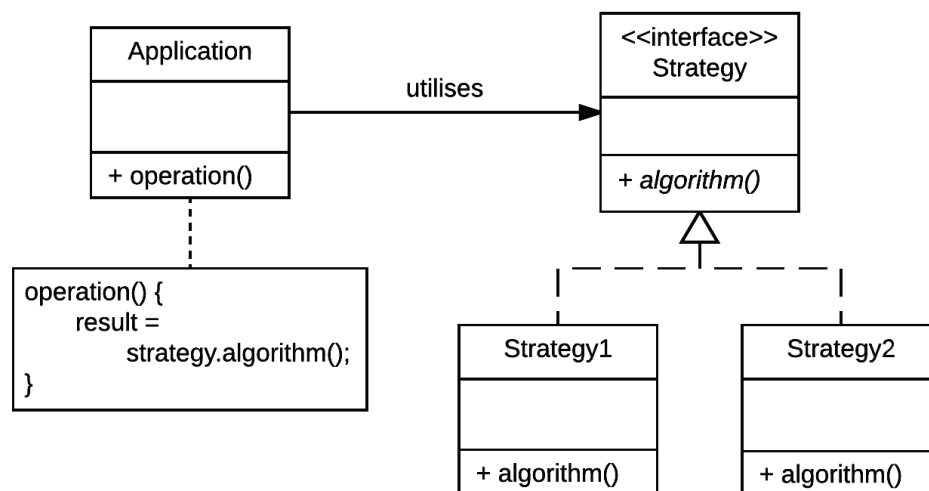 Application
+ operation()
utilises
<<interface>>
Strategy
+ algorithm()
operation() {
result =
strategy.algorithm();
}
Strategy1
+ algorithm()
Strategy2
+ algorithm()